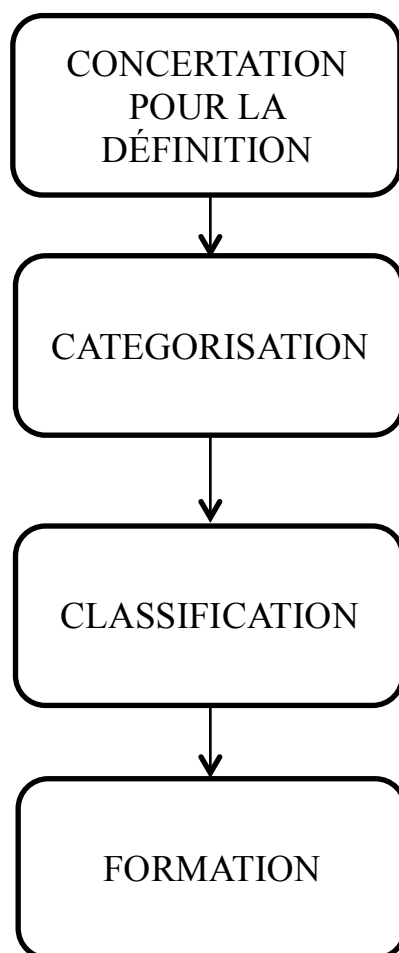 CONCERTATION
POUR LA
DÉFINITION
CATEGORISATION
CLASSIFICATION
FORMATION